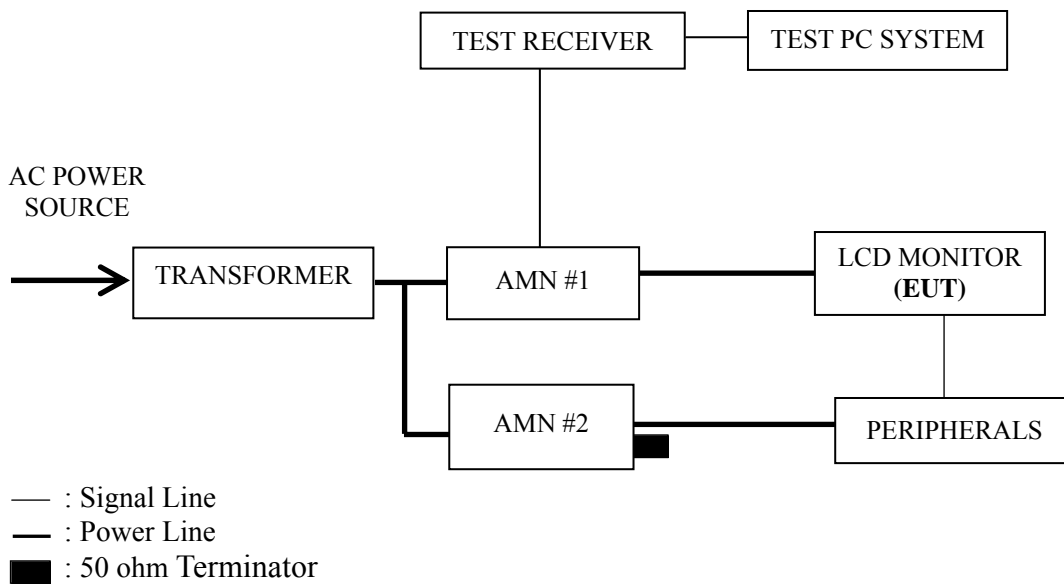 TEST RECEIVER
TEST PC SYSTEM
AC POWER
SOURCE
TRANSFORMER
AMN #1
LCD MONITOR
(EUT)
AMN #2
PERIPHERALS
: Signal Line
: Power Line
: 50 ohm Terminator